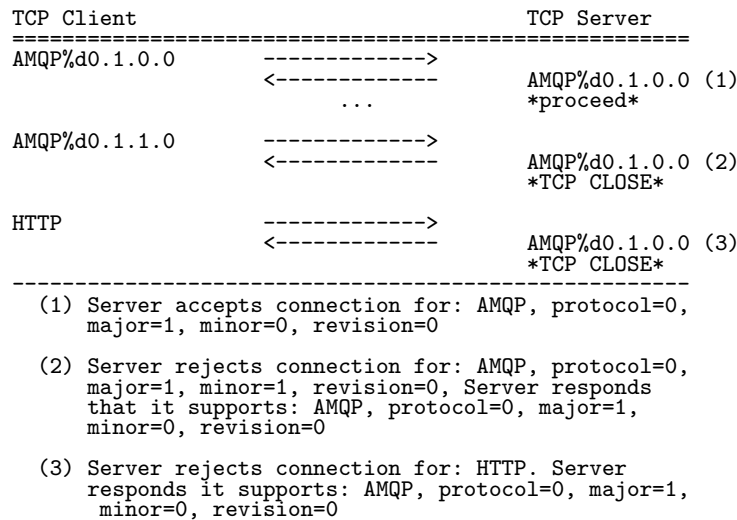 TCP Client                                 TCP Server
======================================================
AMQP%d0.1.0.0       ------------->
                    <-------------       AMQP%d0.1.0.0 (1)
                          ...            *proceed*
AMQP%d0.1.1.0       ------------->
                    <-------------       AMQP%d0.1.0.0 (2)
                                         *TCP CLOSE*
HTTP                ------------->
                    <-------------       AMQP%d0.1.0.0 (3)
                                         *TCP CLOSE*
------------------------------------------------------
  (1) Server accepts connection for: AMQP, protocol=0,
      major=1, minor=0, revision=0
  (2) Server rejects connection for: AMQP, protocol=0,
      major=1, minor=1, revision=0, Server responds
      that it supports: AMQP, protocol=0, major=1,
      minor=0, revision=0
  (3) Server rejects connection for: HTTP. Server
      responds it supports: AMQP, protocol=0, major=1,
       minor=0, revision=0